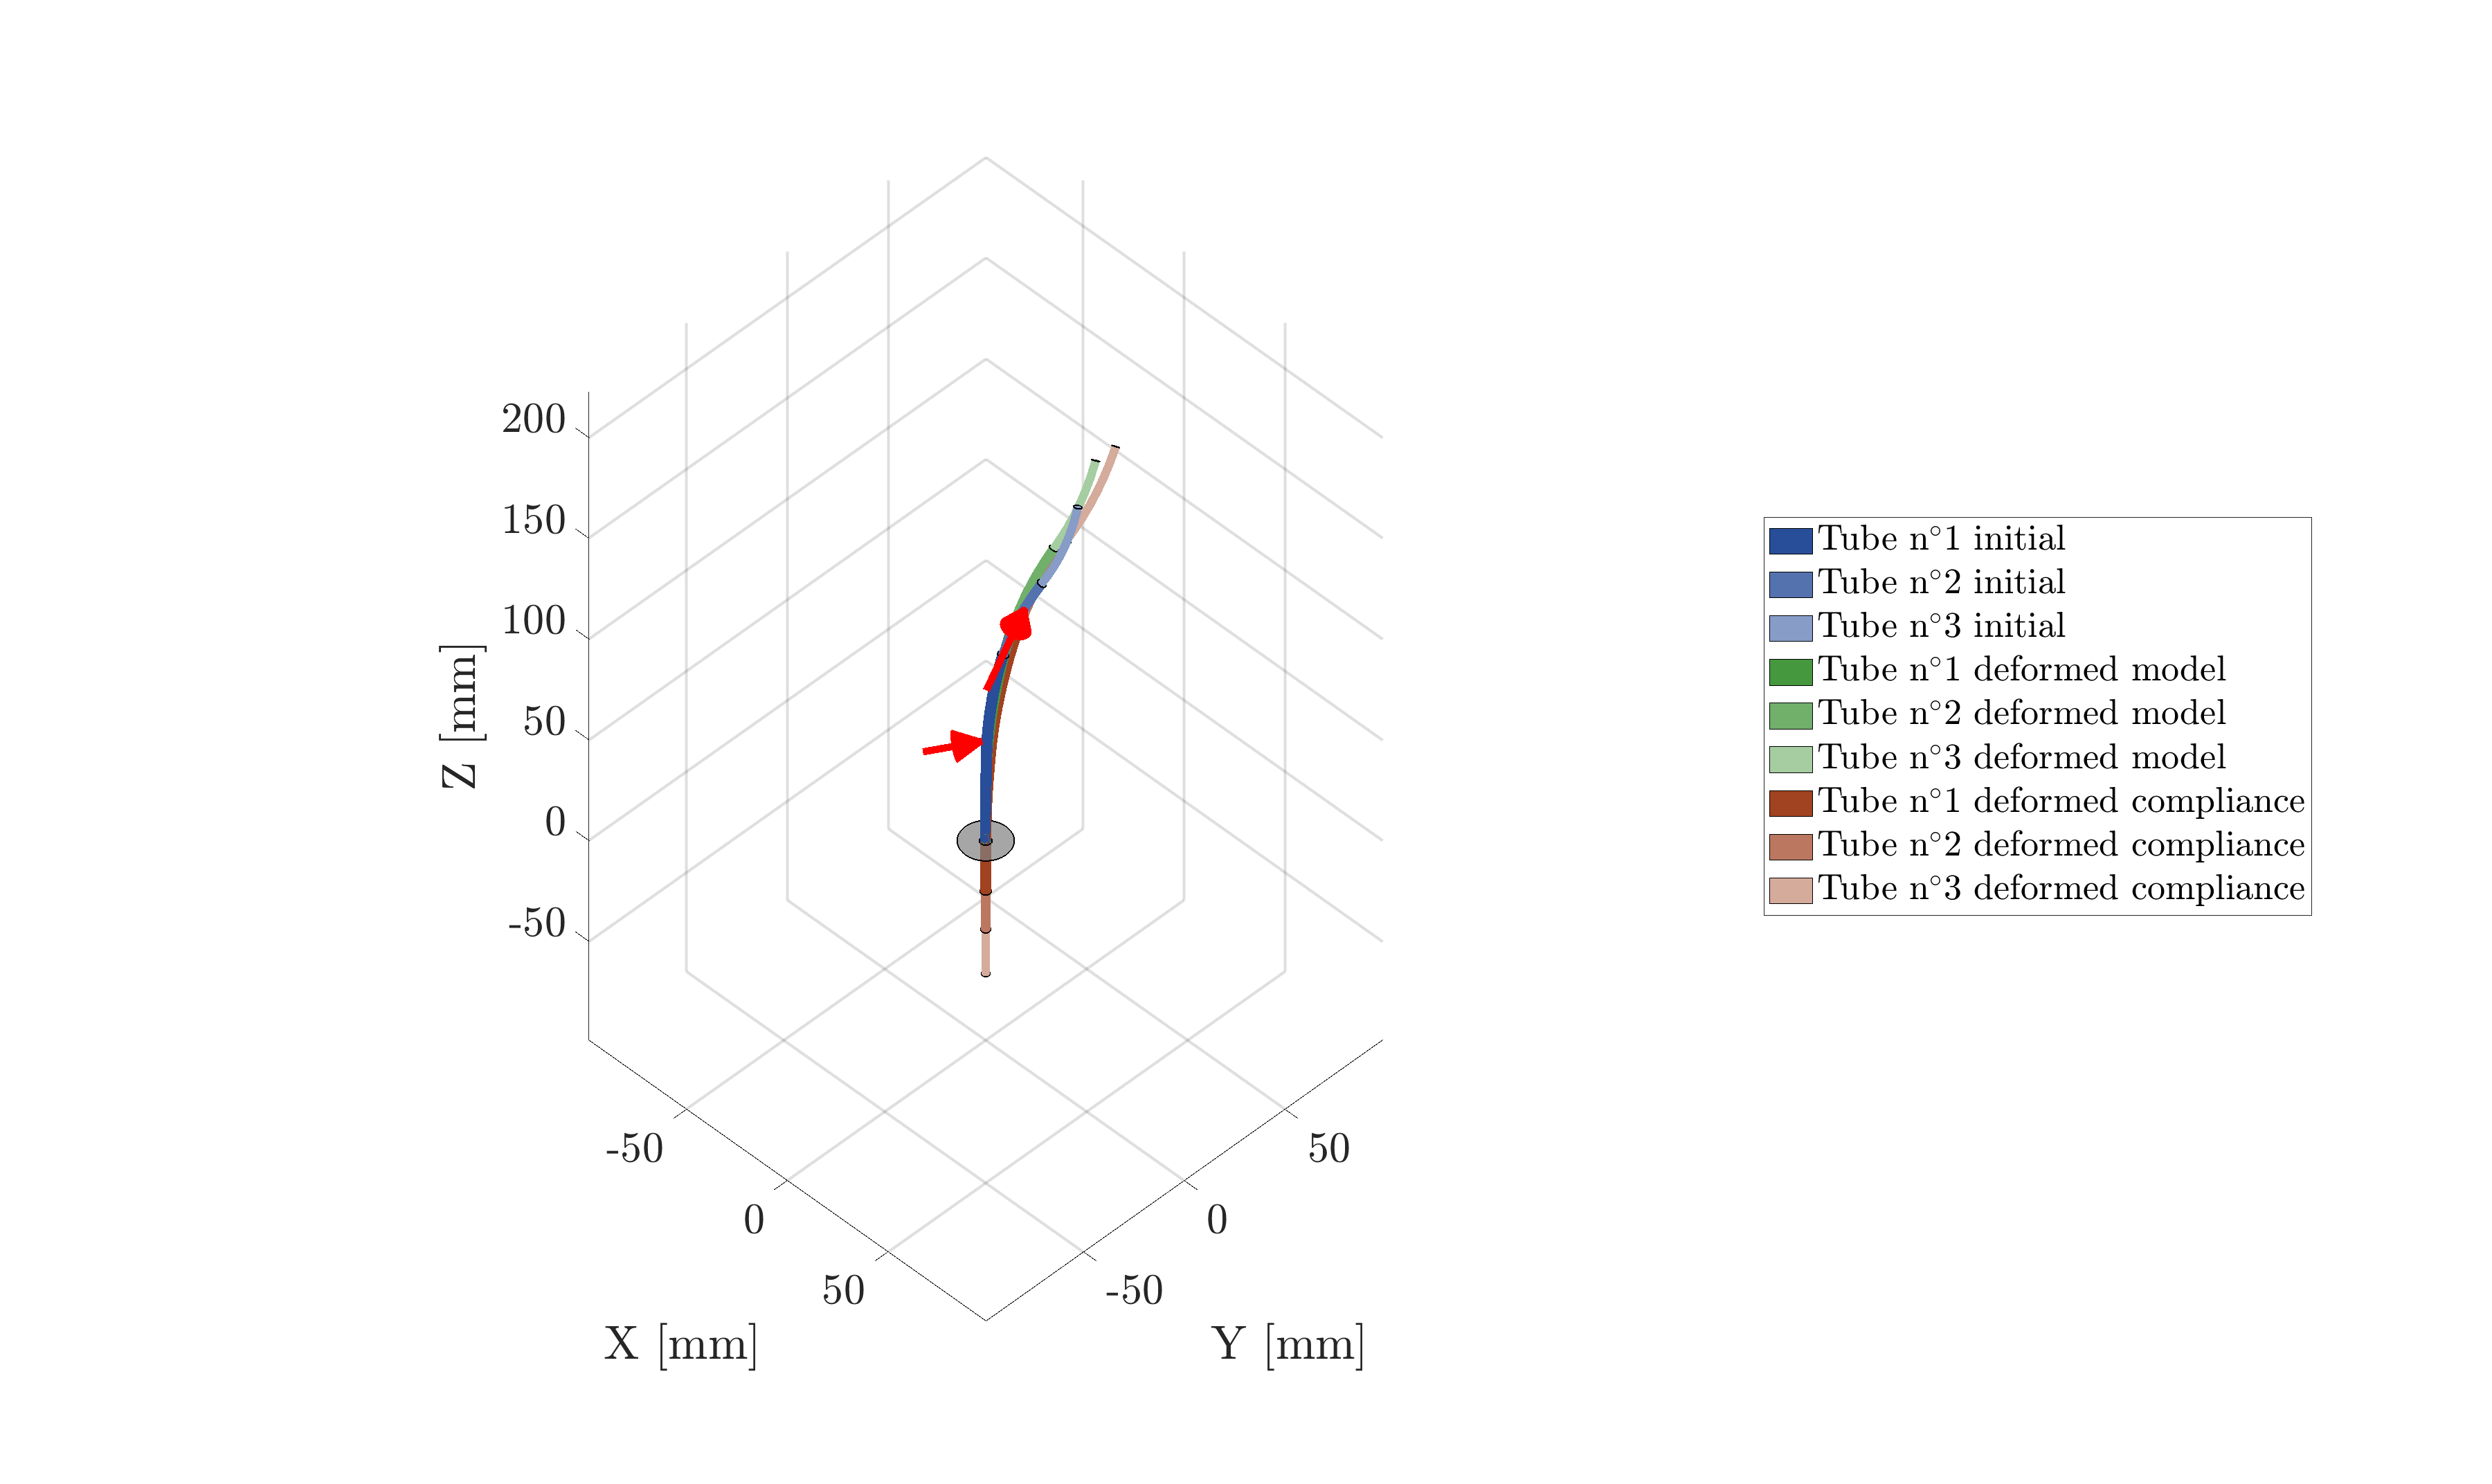 200
150
100
50
0
-50
Z [mm]
-50
0
50
X [mm]
50
0
-50
Y [mm]
Tube n°1 initial
Tube n°2 initial
Tube n°3 initial
Tube n°1 deformed model
Tube n°2 deformed model
Tube n°3 deformed model
Tube n°1 deformed compliance
Tube n°2 deformed compliance
Tube n°3 deformed compliance